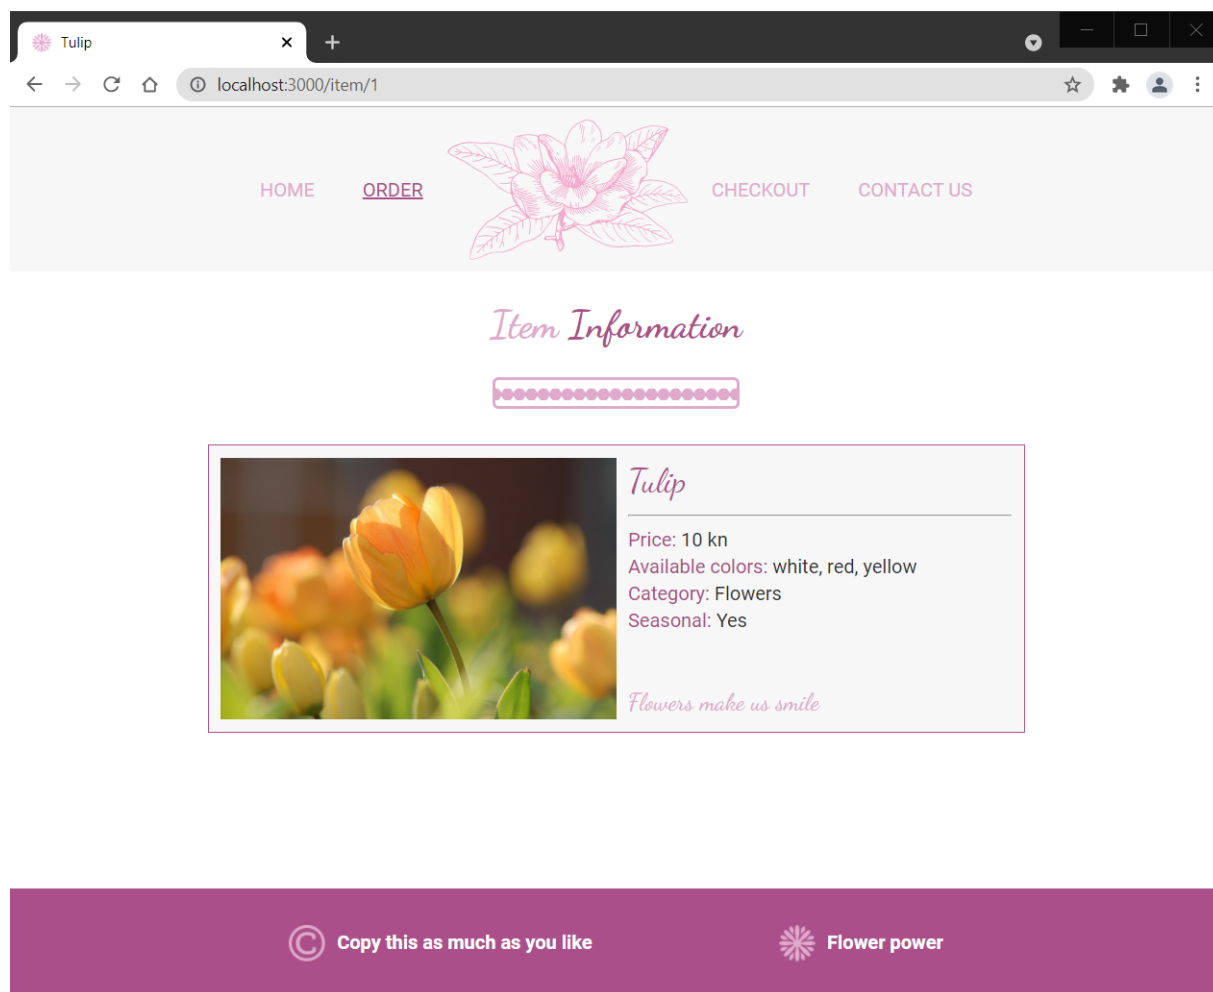 Tulip
localhost:3000/item/1
HOME ORDER CHECKOUT CONTACT US
Item Information
Tulip
Price: 10 kn
Available colors: white, red, yellow
Category: Flowers
Seasonal: Yes
Flowers make us smile
© Copy this as much as you like Flower power